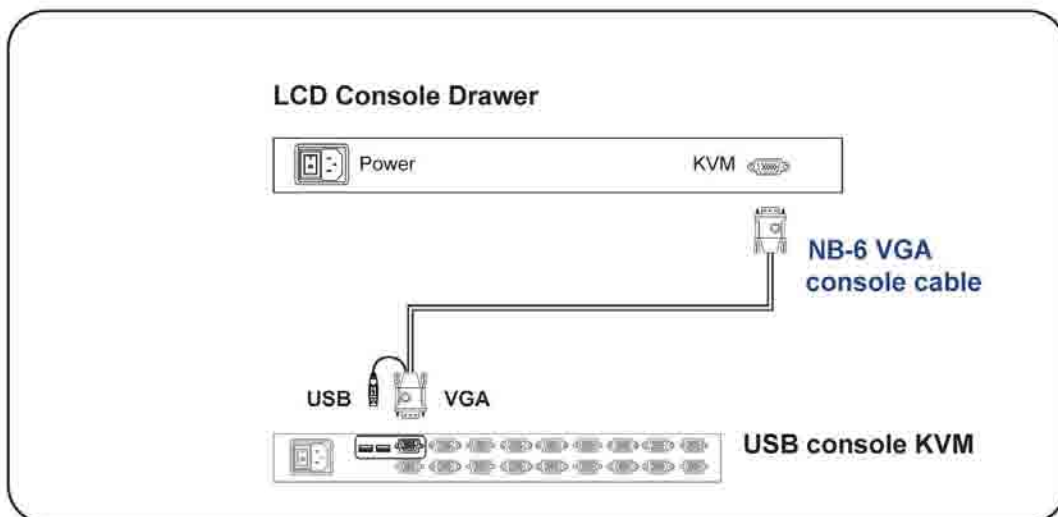 LCD Console Drawer
Power
KVM
NB-6 VGA
console cable
USB
VGA
USB console KVM